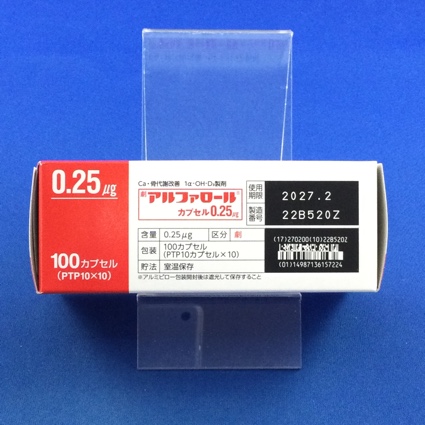 0.25μg
100カプセル
(PTP10×10)
Ca・骨代謝改善 1α-OH-D₃製剤
劇 アルファロール®
カプセル0.25μg
含量 0.25μg 区分 劇
包装 100カプセル
(PTP10カプセル×10)
貯法 室温保存
※アルミピロー包装開封後は遮光して保存すること
使用期限 2027.2
製造番号 22B520Z
(17)270200(10)22B520Z
(01)14987136157224